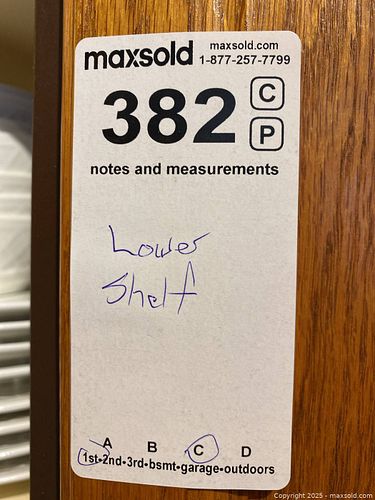 maxsold maxsold.com
1-877-257-7799
382 C
P
notes and measurements
Lower
Shelf
A B C D
1st•2nd•3rd•bsmt•garage•outdoors
Copyright 2025 - maxsold.com